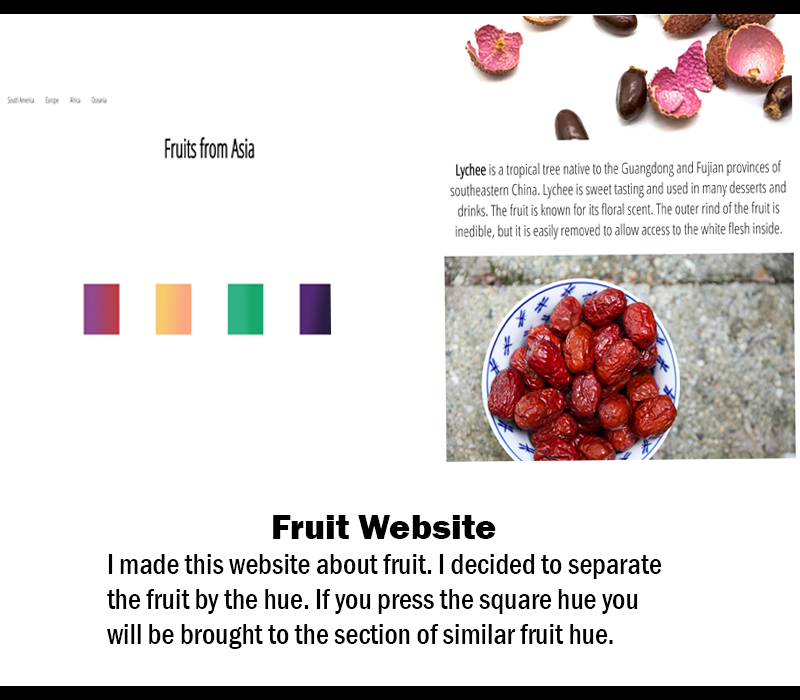 South America Europe Africa Oceania
Fruits from Asia
Lychee is a tropical tree native to the Guangdong and Fujian provinces of
southeastern China. Lychee is sweet tasting and used in many desserts and
drinks. The fruit is known for its floral scent. The outer rind of the fruit is
inedible, but it is easily removed to allow access to the white flesh inside.
Fruit Website
I made this website about fruit. I decided to separate
the fruit by the hue. If you press the square hue you
will be brought to the section of similar fruit hue.